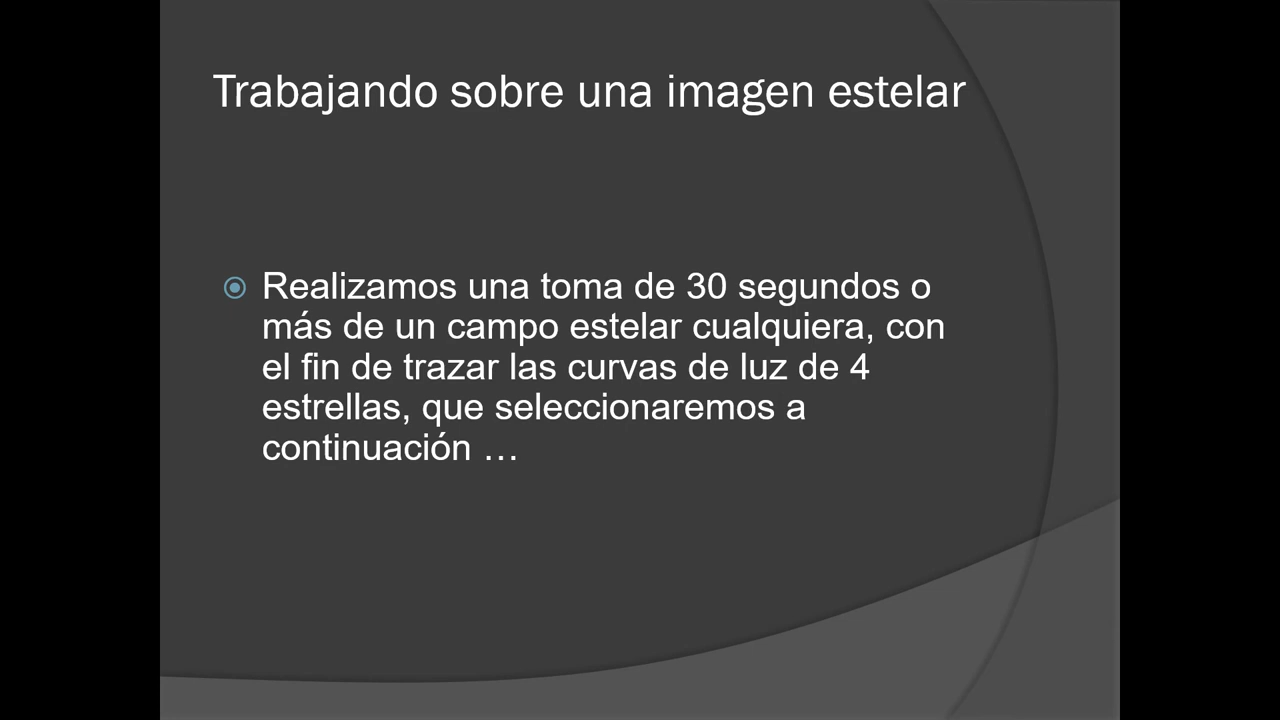 Trabajando sobre una imagen estelar
Realizamos una toma de 30 segundos o
más de un campo estelar cualquiera, con
el fin de trazar las curvas de luz de 4
estrellas, que seleccionaremos a
continuación …